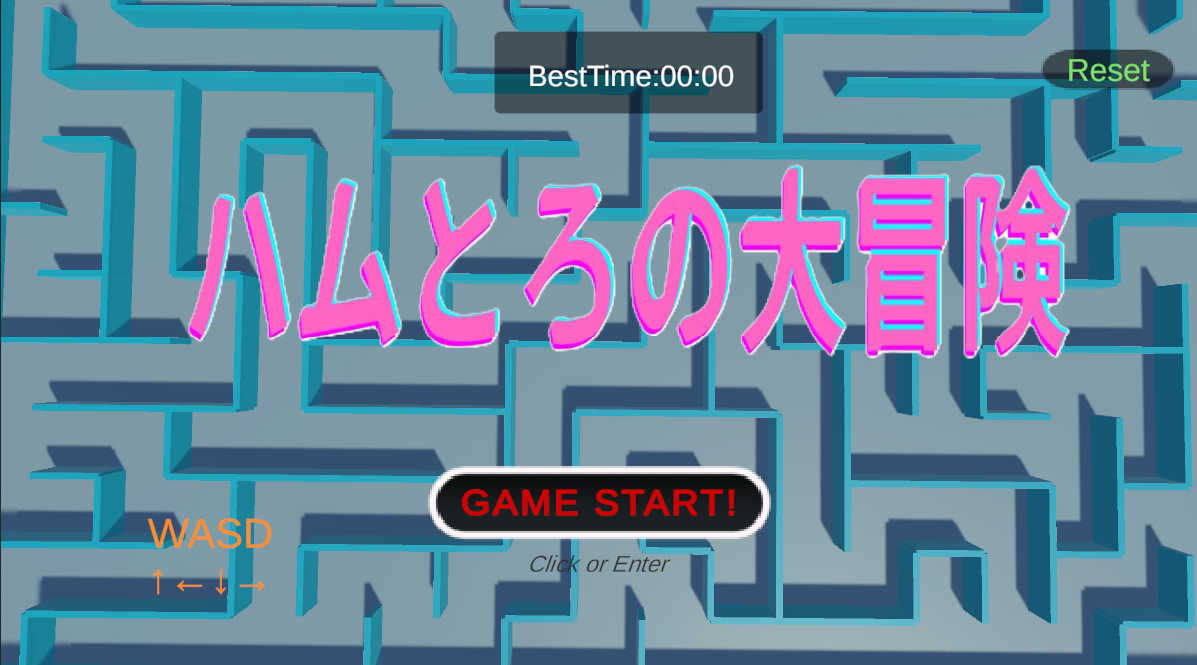 BestTime:00:00
Reset
ハムとろの大冒険
GAME START!
Click or Enter
WASD
↑←↓→